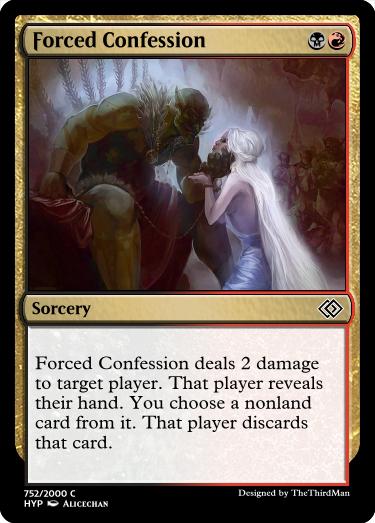 Forced Confession
Sorcery
Forced Confession deals 2 damage
to target player. That player reveals
their hand. You choose a nonland
card from it. That player discards
that card.
752/2000 C
HYP Alicechan
Designed by TheThirdMan